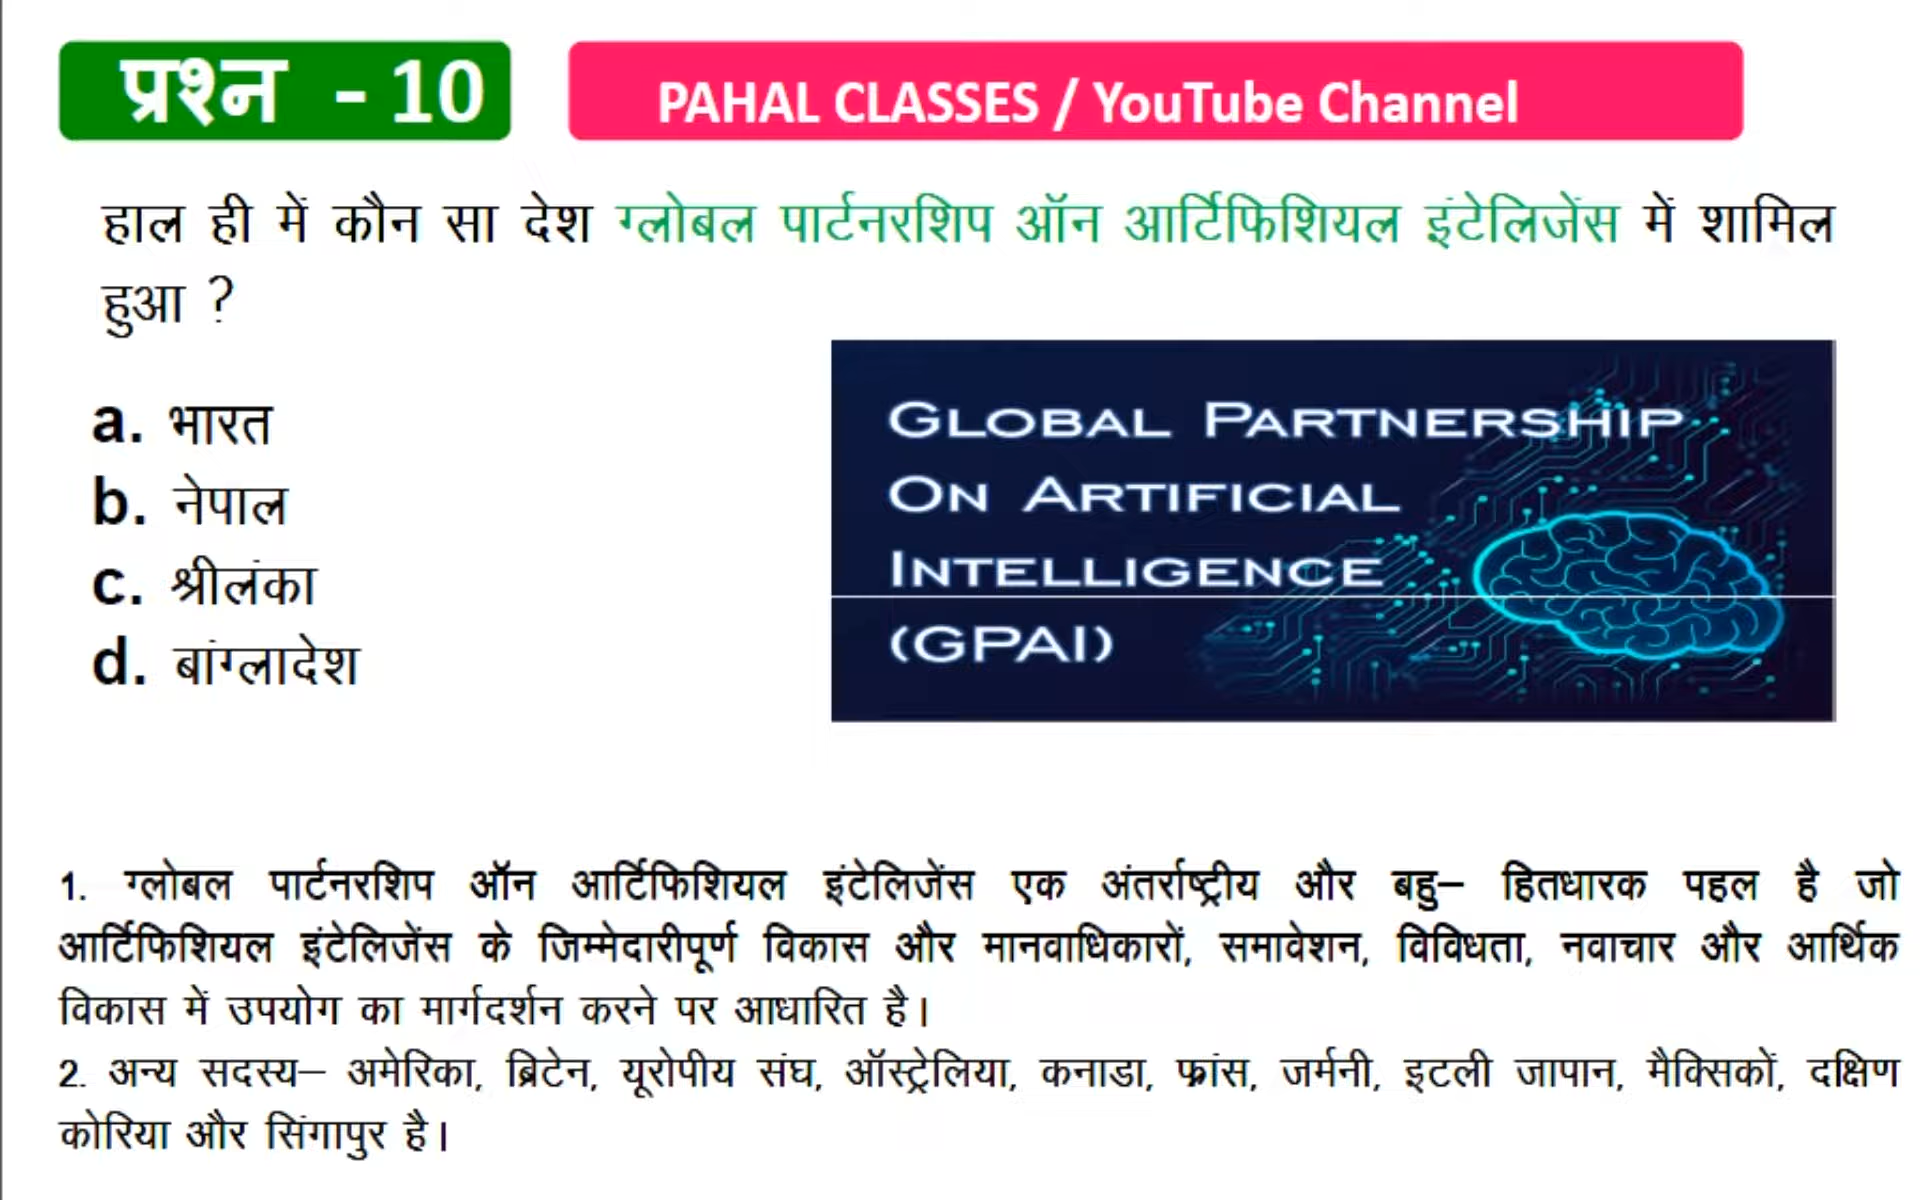 प्रश्न - 10
PAHAL CLASSES / YouTube Channel
हाल ही में कौन सा देश ग्लोबल पार्टनरशिप ऑन आर्टिफिशियल इंटेलिजेंस में शामिल
हुआ ?
a. भारत
b. नेपाल
c. श्रीलंका
d. बांग्लादेश
GLOBAL PARTNERSHIP
ON ARTIFICIAL
INTELLIGENCE
(GPAI)
1. ग्लोबल पार्टनरशिप ऑन आर्टिफिशियल इंटेलिजेंस एक अंतर्राष्ट्रीय और बहु– हितधारक पहल है जो
आर्टिफिशियल इंटेलिजेंस के जिम्मेदारीपूर्ण विकास और मानवाधिकारों, समावेशन, विविधता, नवाचार और आर्थिक
विकास में उपयोग का मार्गदर्शन करने पर आधारित है।
2. अन्य सदस्य– अमेरिका, ब्रिटेन, यूरोपीय संघ, ऑस्ट्रेलिया, कनाडा, फ्रांस, जर्मनी, इटली जापान, मैक्सिकों, दक्षिण
कोरिया और सिंगापुर है।